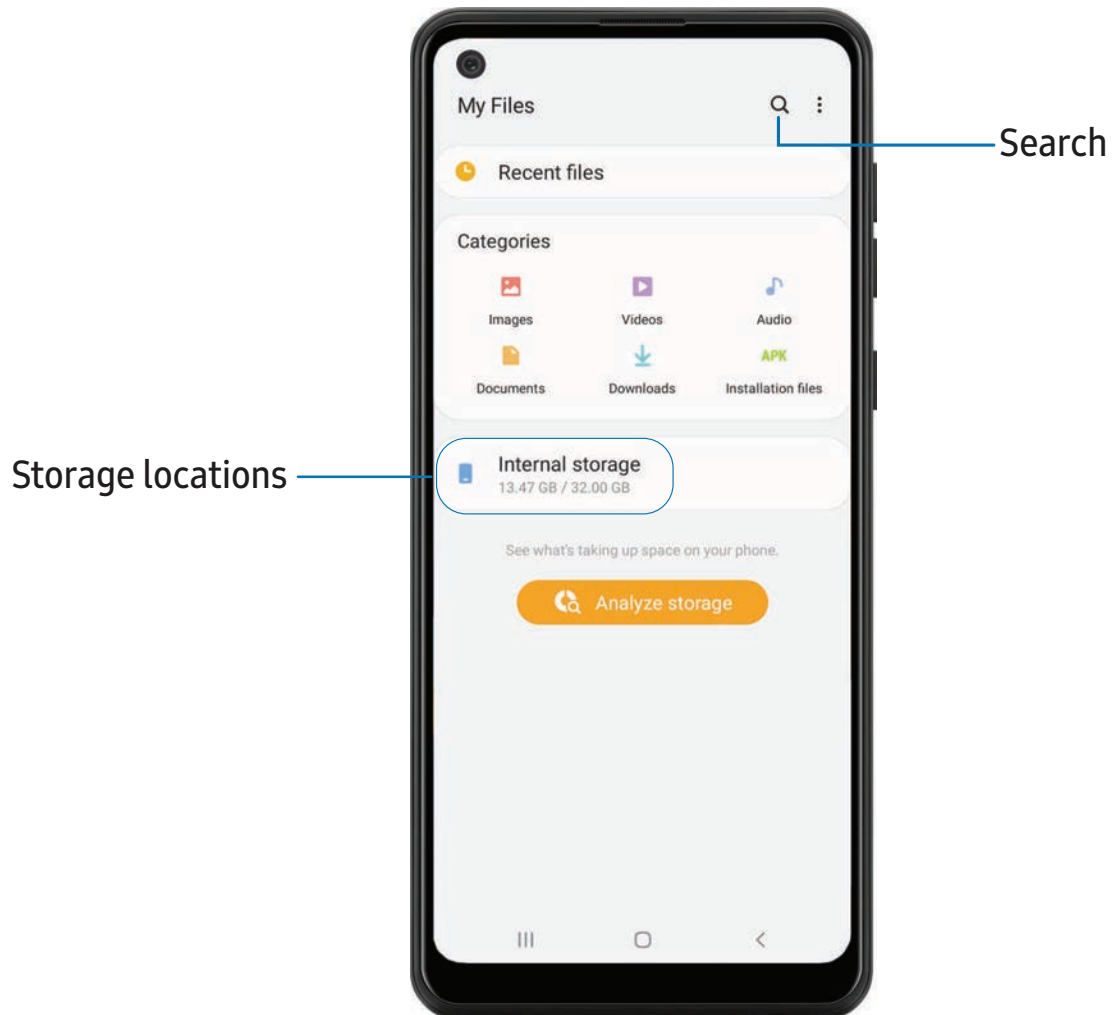 My Files
Search
Recent files
Categories
Images Videos Audio
APK
Documents Downloads Installation files
Storage locations
Internal storage
13.47 GB / 32.00 GB
See what's taking up space on your phone.
Analyze storage